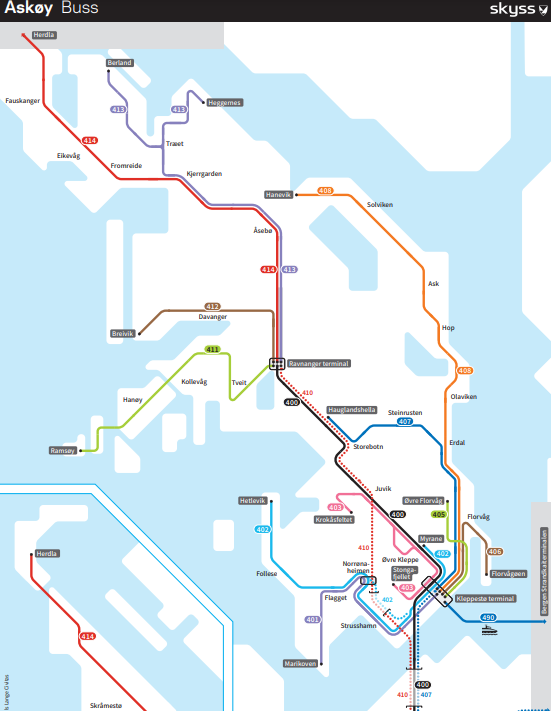 Askøy Buss
skyss
Herdla
Berland
Fauskanger
413
413
Heggernes
414
Træet
Eikevåg
Fromreide
Kjerrgarden
Hanevik
408
Solviken
Åsebø
414
413
Ask
412
Davanger
Hop
Breivik
411
Ravnanger terminal
408
Kollevåg
Tveit
410
Olaviken
Hanøy
400
Hauglandshella
Steinrusten
407
Ramsøy
Storebotn
Erdal
Juvik
Hetlevik
403
Øvre Florvåg
Krokåsfeltet
400
405
Florvåg
402
Myrane
Herdla
410
402
406
Norrøna-
heimen
Øvre Kleppe
Follese
Stonga-
fjellet
Florvågøen
403
Flagget
402
Kleppestø terminal
401
Strusshamn
490
Bergen Strandkaiterminalen
414
Marikoven
400
410
407
Skråmestø